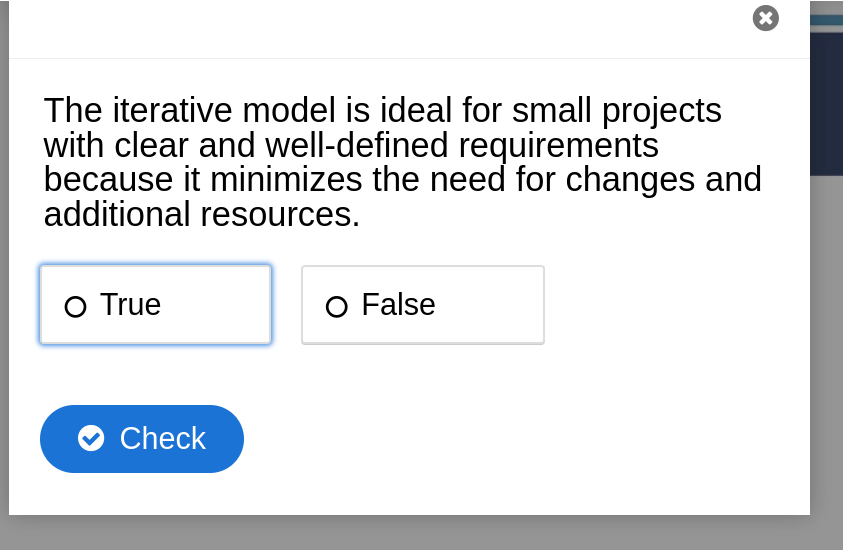 The iterative model is ideal for small projects
with clear and well-defined requirements
because it minimizes the need for changes and
additional resources.
True
False
Check